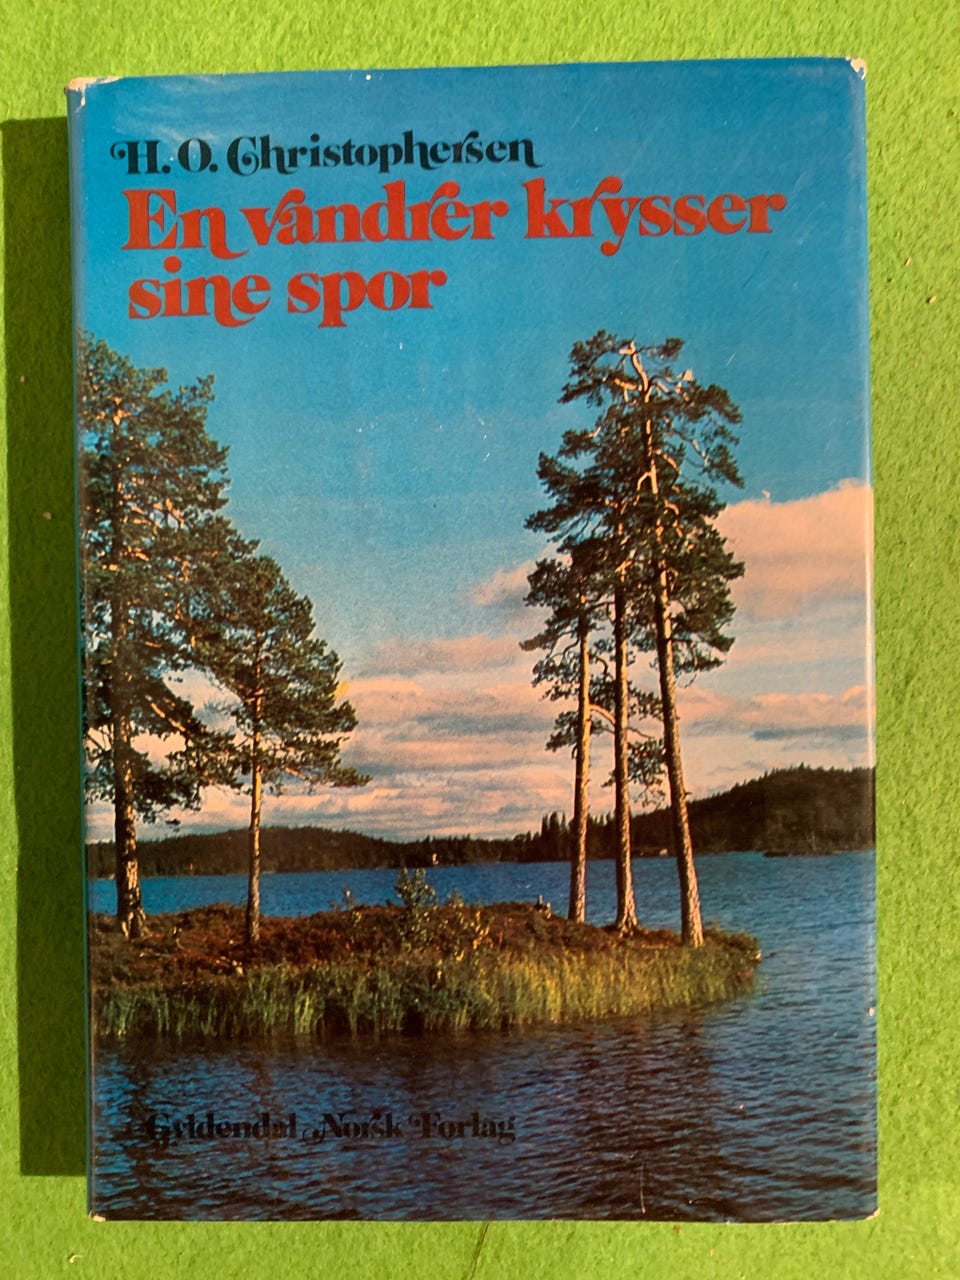 H. O. Christophersen
En vandrer krysser
sine spor
Gyldendal Norsk Forlag